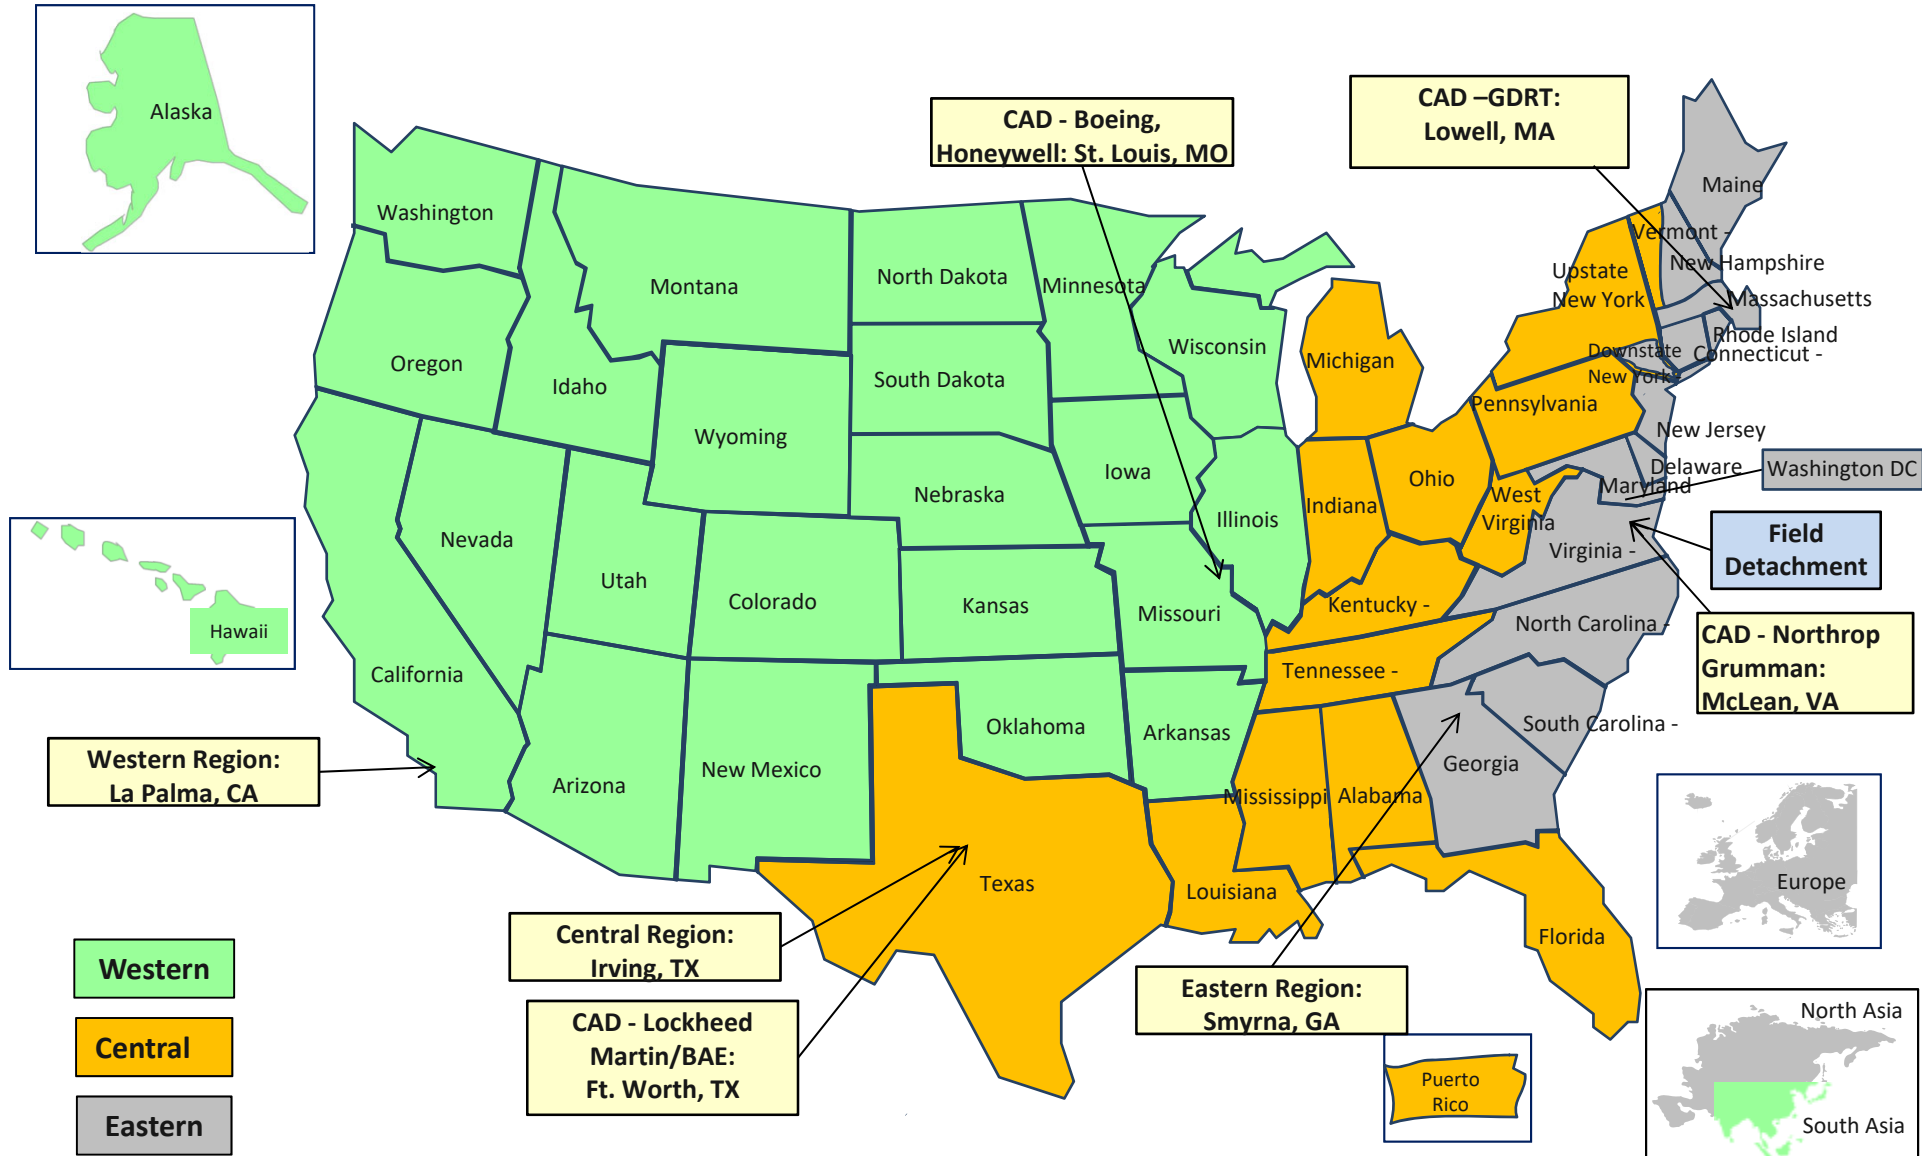 Alaska
CAD - Boeing,
Honeywell: St. Louis, MO
CAD –GDRT:
Lowell, MA
Washington
Montana
North Dakota
Minnesota
Maine
Vermont -
New Hampshire
Upstate
New York
Massachusetts
Rhode Island
Connecticut -
Downstate
New York -
Oregon
Idaho
Wyoming
South Dakota
Wisconsin
Michigan
Pennsylvania
New Jersey
Delaware
Maryland
Washington DC
Nevada
Utah
Colorado
Nebraska
Iowa
Illinois
Indiana
Ohio
West
Virginia
Virginia -
Field
Detachment
Hawaii
California
Kansas
Missouri
Kentucky -
North Carolina -
Tennessee -
CAD - Northrop
Grumman:
McLean, VA
Western Region:
La Palma, CA
Arizona
New Mexico
Oklahoma
Arkansas
Mississippi
Alabama
Georgia
South Carolina -
Texas
Louisiana
Florida
Europe
Central Region:
Irving, TX
CAD - Lockheed
Martin/BAE:
Ft. Worth, TX
Eastern Region:
Smyrna, GA
Puerto
Rico
North Asia
South Asia
Western
Central
Eastern